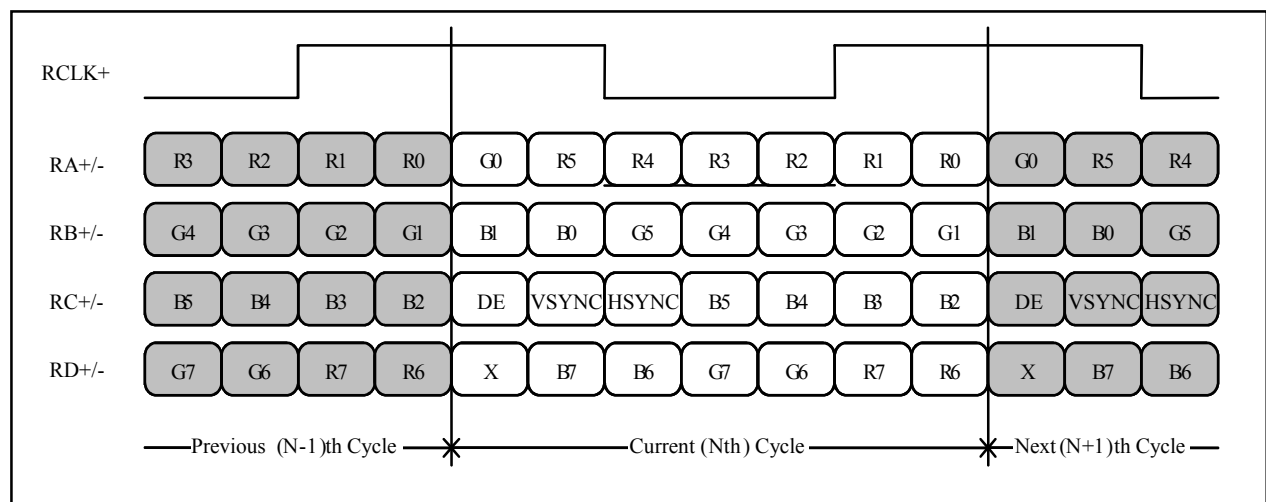 RCLK+
RA+/- R3 R2 R1 R0 G0 R5 R4 R3 R2 R1 R0 G0 R5 R4
RB+/- G4 G3 G2 G1 B1 B0 G5 G4 G3 G2 G1 B1 B0 G5
RC+/- B5 B4 B3 B2 DE VSYNC HSYNC B5 B4 B3 B2 DE VSYNC HSYNC
RD+/- G7 G6 R7 R6 X B7 B6 G7 G6 R7 R6 X B7 B6
Previous (N-1)th Cycle Current (Nth) Cycle Next (N+1)th Cycle